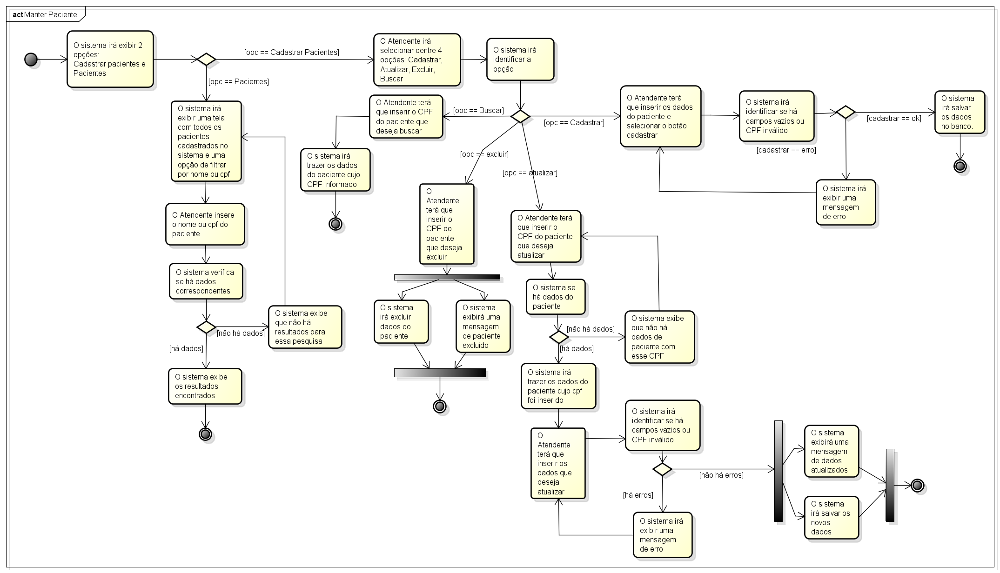 act Manter Paciente
O sistema irá exibir 2
opções:
Cadastrar pacientes e
Pacientes
[opc == Cadastrar Pacientes]
[opc == Pacientes]
O Atendente irá
selecionar dentre 4
opções: Cadastrar,
Atualizar, Excluir,
Buscar
O sistema irá
identificar a
opção
O sistema irá
exibir uma tela
com todos os
pacientes
cadastrados no
sistema e uma
opção de filtrar
por nome ou cpf
O Atendente insere
o nome ou cpf do
paciente
O sistema verifica
se há dados
correspondentes
[não há dados]
[há dados]
O sistema exibe
que não há
resultados para
essa pesquisa
O sistema exibe
os resultados
encontrados
[opc == Buscar]
O Atendente terá
que inserir o CPF
do paciente que
deseja buscar
O sistema irá
trazer os dados
do paciente cujo
CPF informado
[opc == excluir]
O
Atendente
terá que
inserir o
CPF do
paciente
que deseja
excluir
O sistema
irá excluir
dados do
paciente
O sistema
exibirá uma
mensagem
de paciente
excluído
[opc == Cadastrar]
O Atendente terá
que inserir os dados
do paciente e
selecionar o botão
cadastrar
O sistema irá
identificar se há
campos vazios ou
CPF inválido
[cadastrar == ok]
[cadastrar == erro]
O sistema
irá salvar
os dados
no banco.
O sistema irá
exibir uma
mensagem
de erro
[opc == atualizar]
O Atendente terá
que inserir o
CPF do paciente
que deseja
atualizar
O sistema se
há dados do
paciente
[não há dados]
[há dados]
O sistema exibe
que não há
dados de
paciente com
esse CPF
O sistema irá
trazer os dados do
paciente cujo cpf
foi inserido
O
Atendente
terá que
inserir os
dados que
deseja
atualizar
O sistema irá
identificar se há
campos vazios ou
CPF inválido
[não há erros]
[há erros]
O sistema irá
exibir uma
mensagem
de erro
O sistema
exibirá uma
mensagem
de dados
atualizados
O sistema
irá salvar os
novos
dados